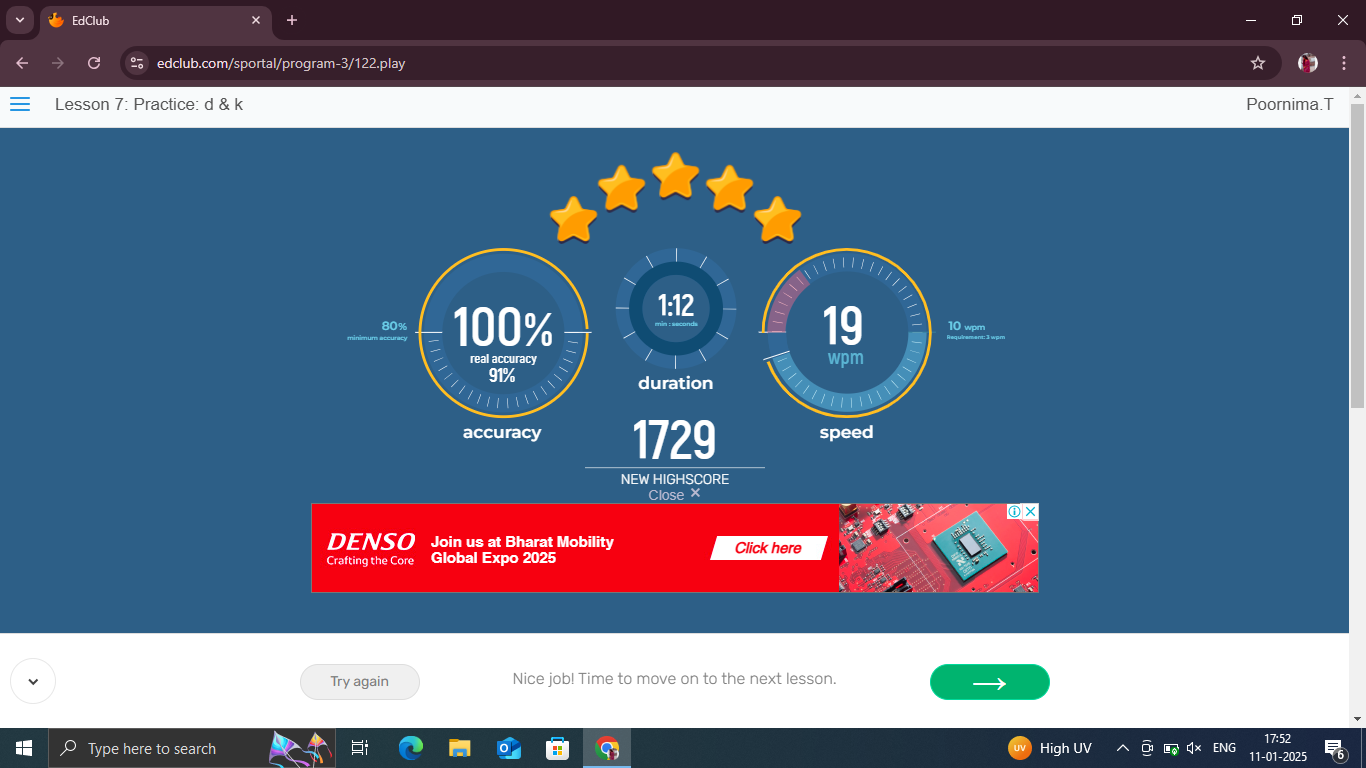 EdClub
edclub.com/sportal/program-3/122.play
Lesson 7: Practice: d & k
Poornima.T
80%
minimum accuracy
100%
real accuracy
91%
accuracy
1:12
min : seconds
duration
19
wpm
speed
10 wpm
Requirement: 3 wpm
1729
NEW HIGHSCORE
Close
DENSO
Crafting the Core
Join us at Bharat Mobility
Global Expo 2025
Click here
Try again
Nice job! Time to move on to the next lesson.
Type here to search
UV
High UV
ENG
17:52
11-01-2025
6